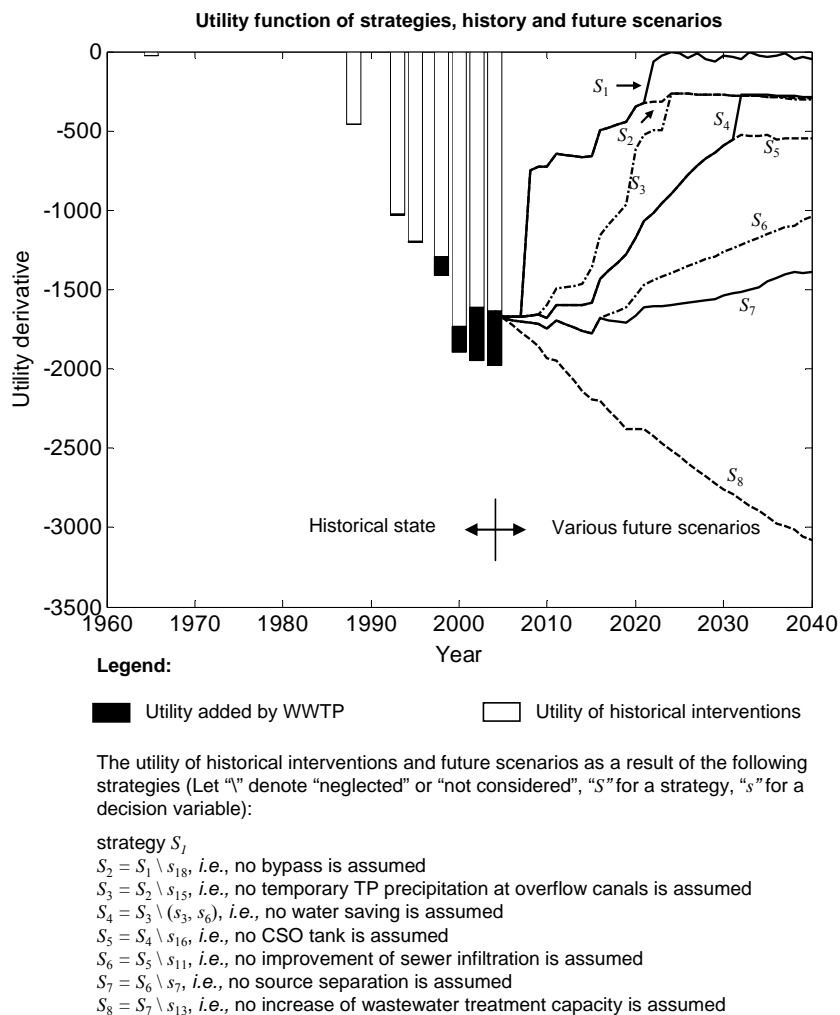 Utility function of strategies, history and future scenarios
0
-500
-1000
-1500
-2000
-2500
-3000
-3500
Utility derivative
S1
S2
S3
S4
S5
S6
S7
S8
Historical state
Various future scenarios
1960 1970 1980 1990 2000 2010 2020 2030 2040
Year
Legend:
Utility added by WWTP
Utility of historical interventions
The utility of historical interventions and future scenarios as a result of the following
strategies (Let "\" denote "neglected" or "not considered", "S" for a strategy, "s" for a
decision variable):
strategy S1
S2 = S1 \ s18, i.e., no bypass is assumed
S3 = S2 \ s15, i.e., no temporary TP precipitation at overflow canals is assumed
S4 = S3 \ (s3, s6), i.e., no water saving is assumed
S5 = S4 \ s16, i.e., no CSO tank is assumed
S6 = S5 \ s11, i.e., no improvement of sewer infiltration is assumed
S7 = S6 \ s7, i.e., no source separation is assumed
S8 = S7 \ s13, i.e., no increase of wastewater treatment capacity is assumed